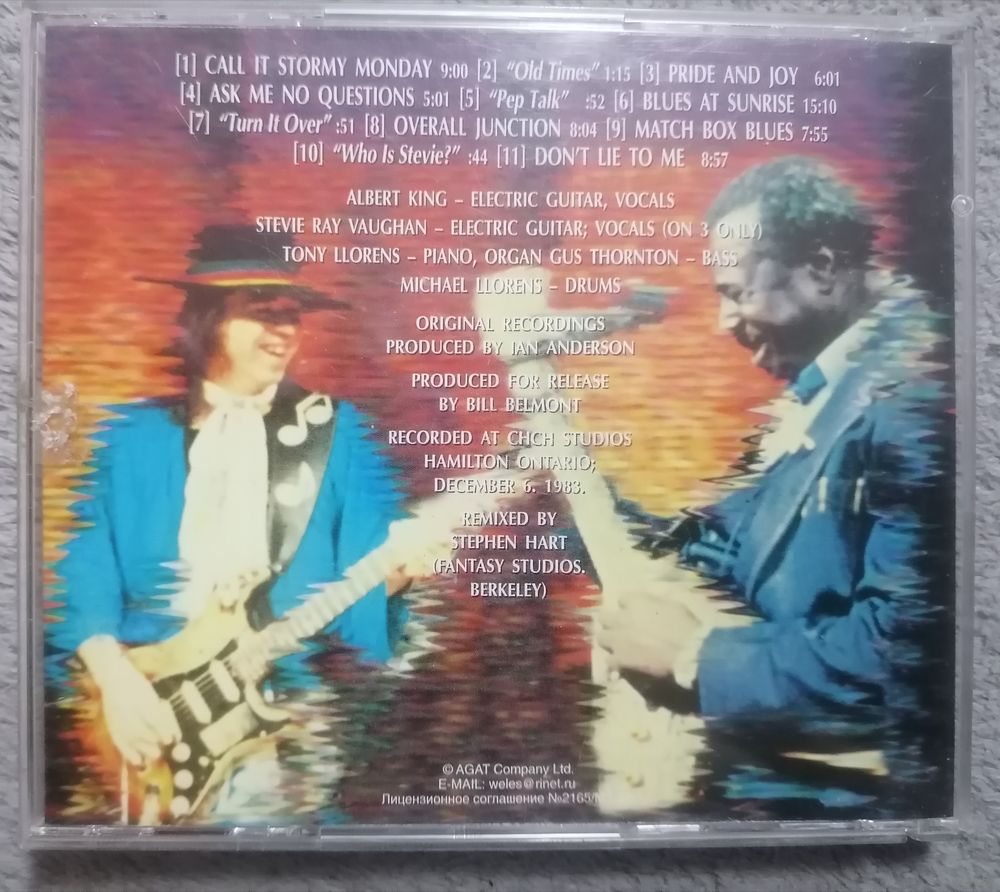 [1] CALL IT STORMY MONDAY 9:00 [2] "Old Times" 1:15 [3] PRIDE AND JOY 6:01
[4] ASK ME NO QUESTIONS 5:01 [5] "Pep Talk" :52 [6] BLUES AT SUNRISE 15:10
[7] "Turn It Over" :51 [8] OVERALL JUNCTION 8:04 [9] MATCH BOX BLUES 7:55
[10] "Who Is Stevie?" :44 [11] DON'T LIE TO ME 8:57
ALBERT KING – ELECTRIC GUITAR, VOCALS
STEVIE RAY VAUGHAN – ELECTRIC GUITAR; VOCALS (ON 3 ONLY)
TONY LLORENS – PIANO, ORGAN GUS THORNTON – BASS
MICHAEL LLORENS – DRUMS
ORIGINAL RECORDINGS
PRODUCED BY IAN ANDERSON
PRODUCED FOR RELEASE
BY BILL BELMONT
RECORDED AT CHCH STUDIOS
HAMILTON ONTARIO;
DECEMBER 6. 1983.
REMIXED BY
STEPHEN HART
(FANTASY STUDIOS.
BERKELEY)
© AGAT Company Ltd.
E-MAIL: weles@rinet.ru
Лицензионное соглашение